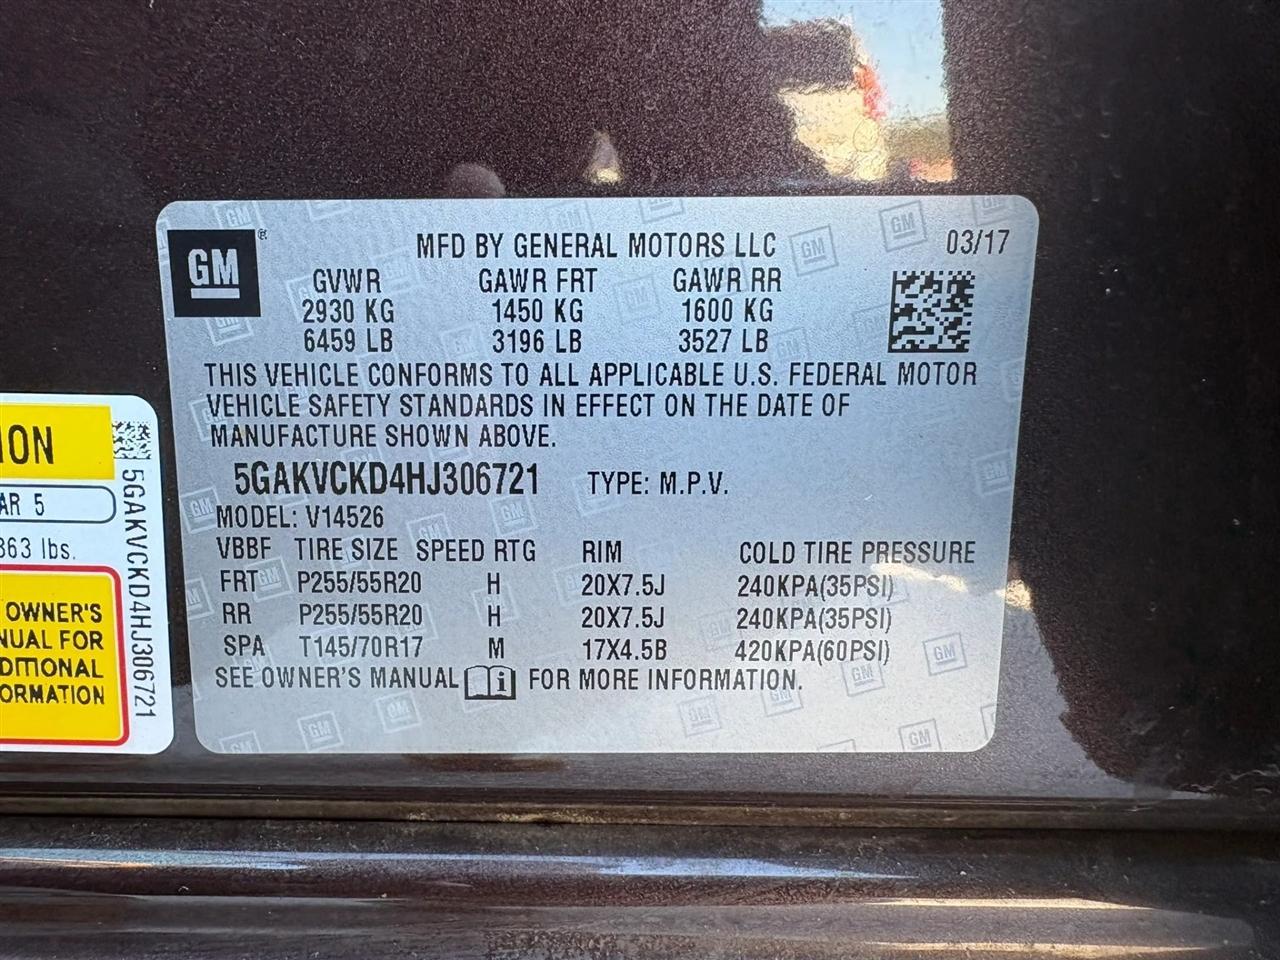 GM®
MFD BY GENERAL MOTORS LLC 03/17
GVWR GAWR FRT GAWR RR
2930 KG 1450 KG 1600 KG
6459 LB 3196 LB 3527 LB
THIS VEHICLE CONFORMS TO ALL APPLICABLE U.S. FEDERAL MOTOR
VEHICLE SAFETY STANDARDS IN EFFECT ON THE DATE OF
MANUFACTURE SHOWN ABOVE.
5GAKVCKD4HJ306721 TYPE: M.P.V.
MODEL: V14526
VBBF TIRE SIZE SPEED RTG RIM COLD TIRE PRESSURE
FRT P255/55R20 H 20X7.5J 240KPA(35PSI)
RR P255/55R20 H 20X7.5J 240KPA(35PSI)
SPA T145/70R17 M 17X4.5B 420KPA(60PSI)
SEE OWNER'S MANUAL i FOR MORE INFORMATION.
ION
AR 5
363 lbs.
OWNER'S
NUAL FOR
DITIONAL
ORMATION
5GAKVCKD4HJ306721